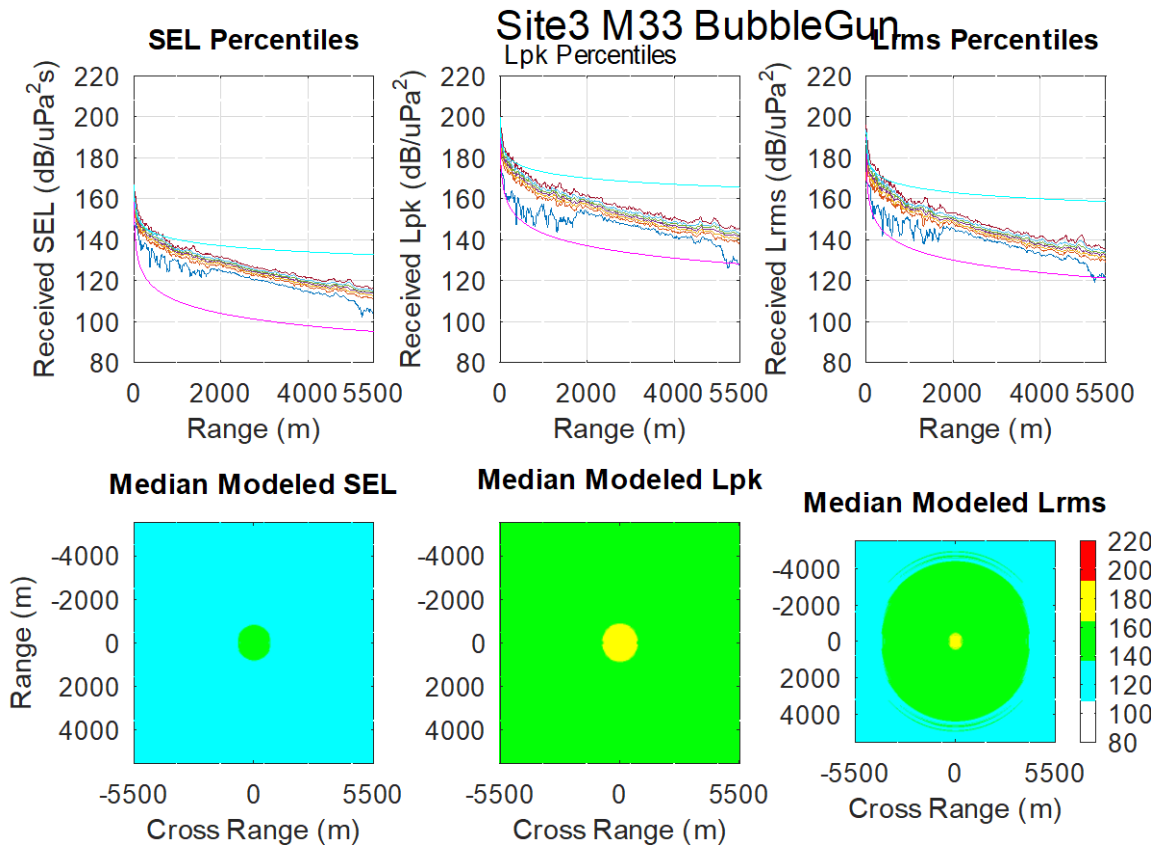 Site3 M33 BubbleGun
SEL Percentiles
Lpk Percentiles
Lrms Percentiles
Received SEL (dB/uPa²s)
220
200
180
160
140
120
100
80
0 2000 4000 5500
Range (m)
Received Lpk (dB/uPa²)
220
200
180
160
140
120
100
80
0 2000 4000 5500
Range (m)
Received Lrms (dB/uPa²)
220
200
180
160
140
120
100
80
0 2000 4000 5500
Range (m)
Median Modeled SEL
Range (m)
-4000
-2000
0
2000
4000
-5500 0 5500
Cross Range (m)
Median Modeled Lpk
-4000
-2000
0
2000
4000
-5500 0 5500
Cross Range (m)
Median Modeled Lrms
-4000
-2000
0
2000
4000
-5500 0 5500
Cross Range (m)
220
200
180
160
140
120
100
80